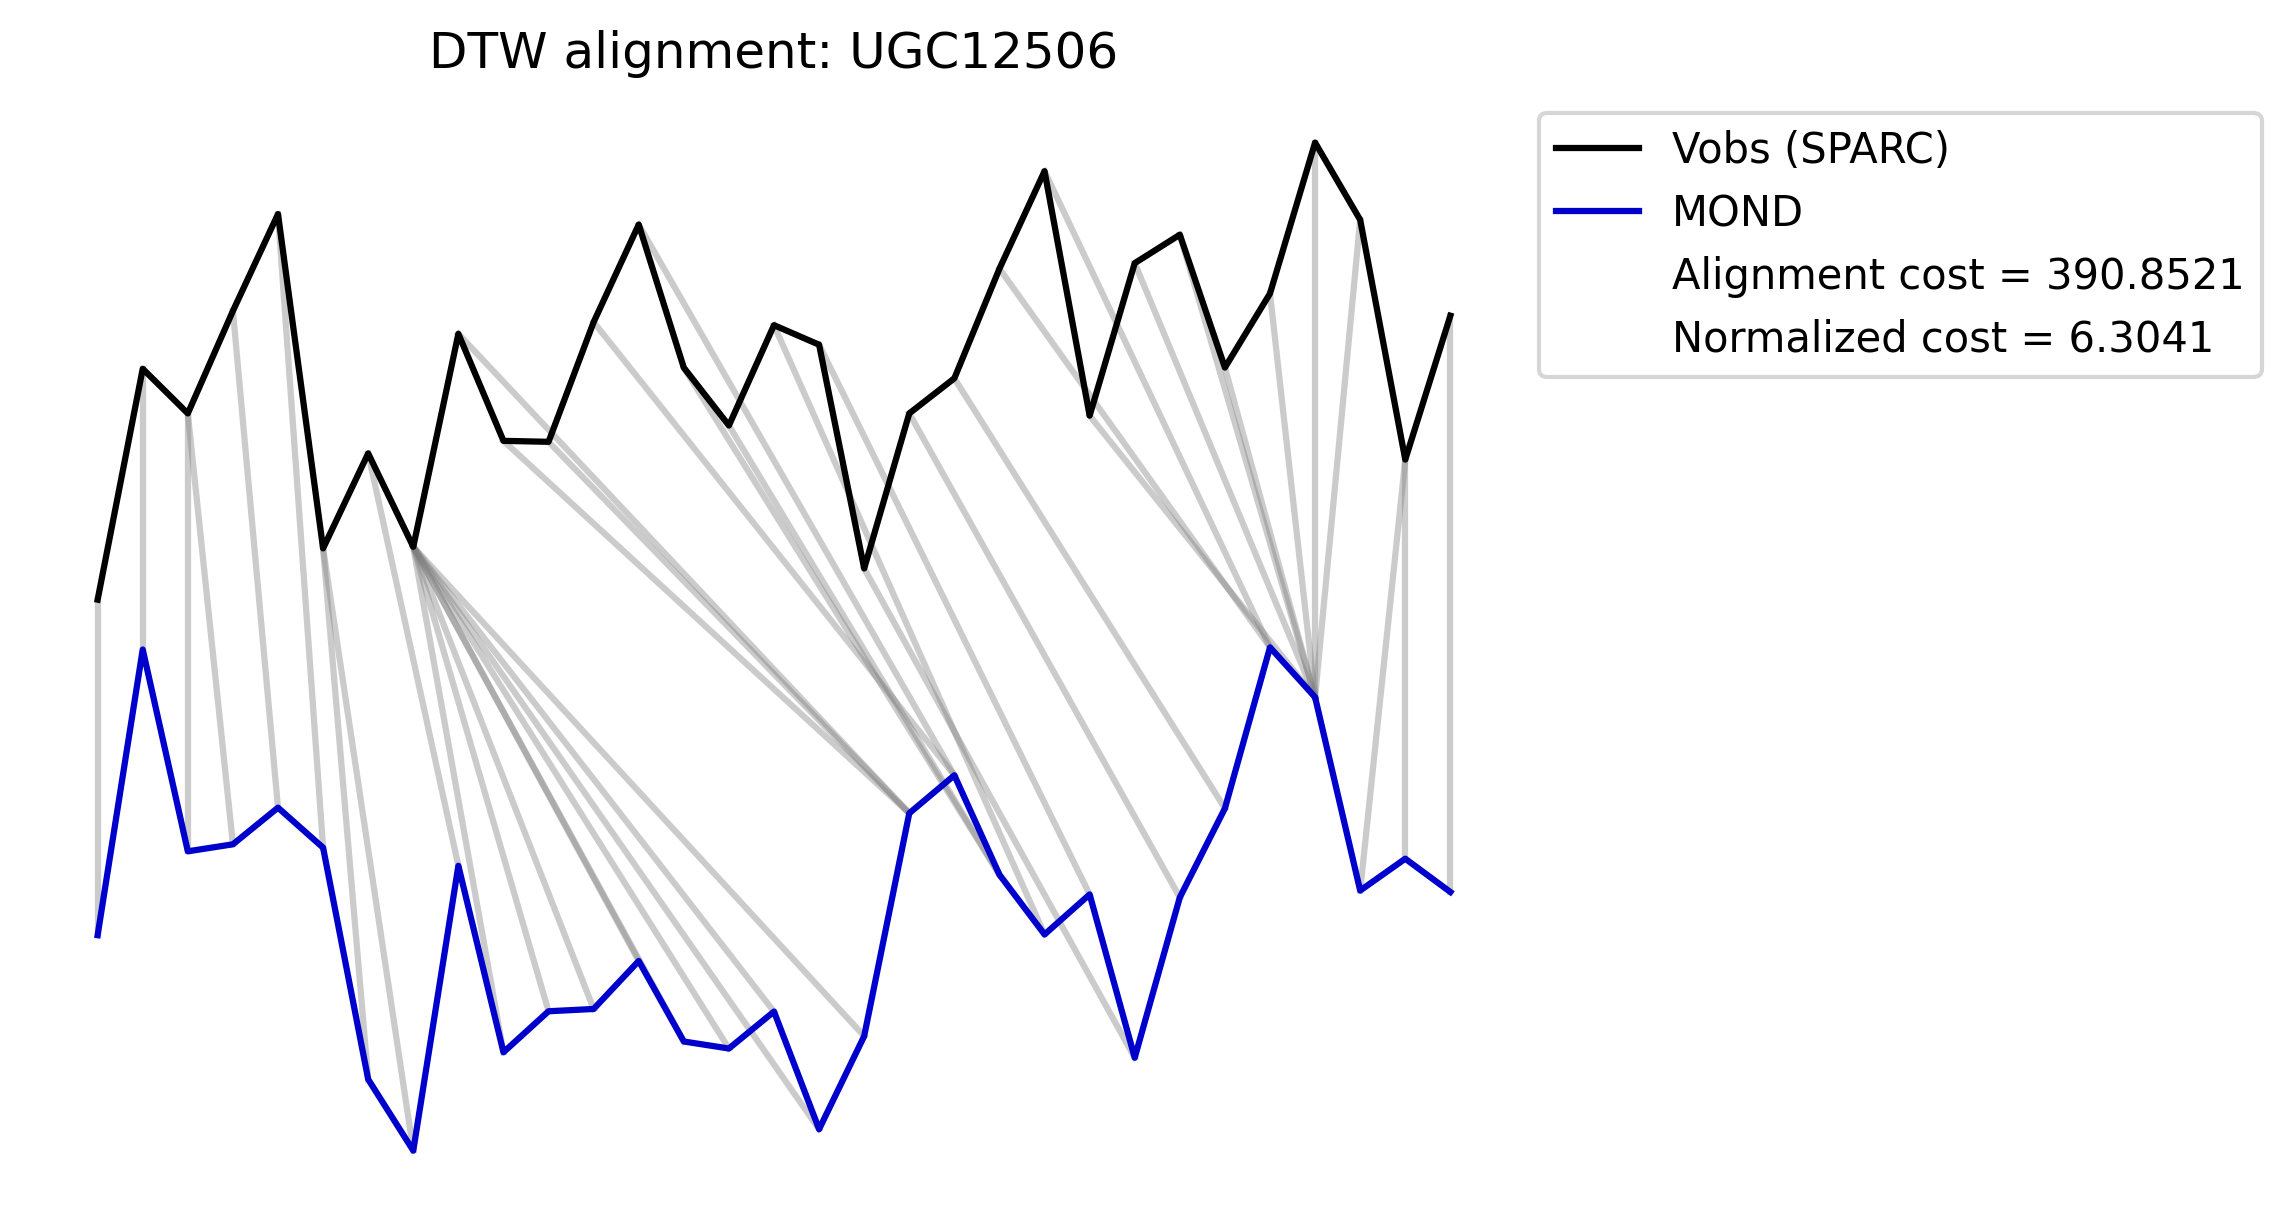 DTW alignment: UGC12506
Vobs (SPARC)
MOND
Alignment cost = 390.8521
Normalized cost = 6.3041